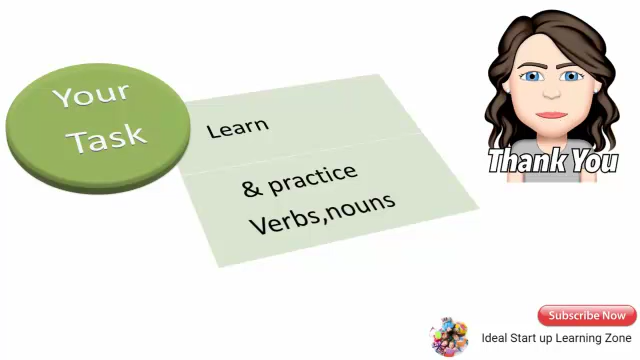 Your
Task
Learn
& practice
Verbs,nouns
Thank You
Subscribe Now
Ideal Start up Learning Zone